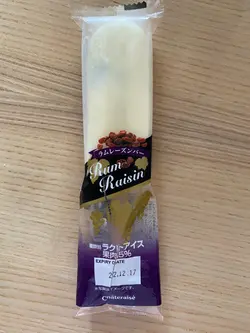 ラムレーズンバー
Rum
Raisin
種類別 ラクトアイス
果肉5%
EXPIRY DATE
22.12.17
Châteraisé